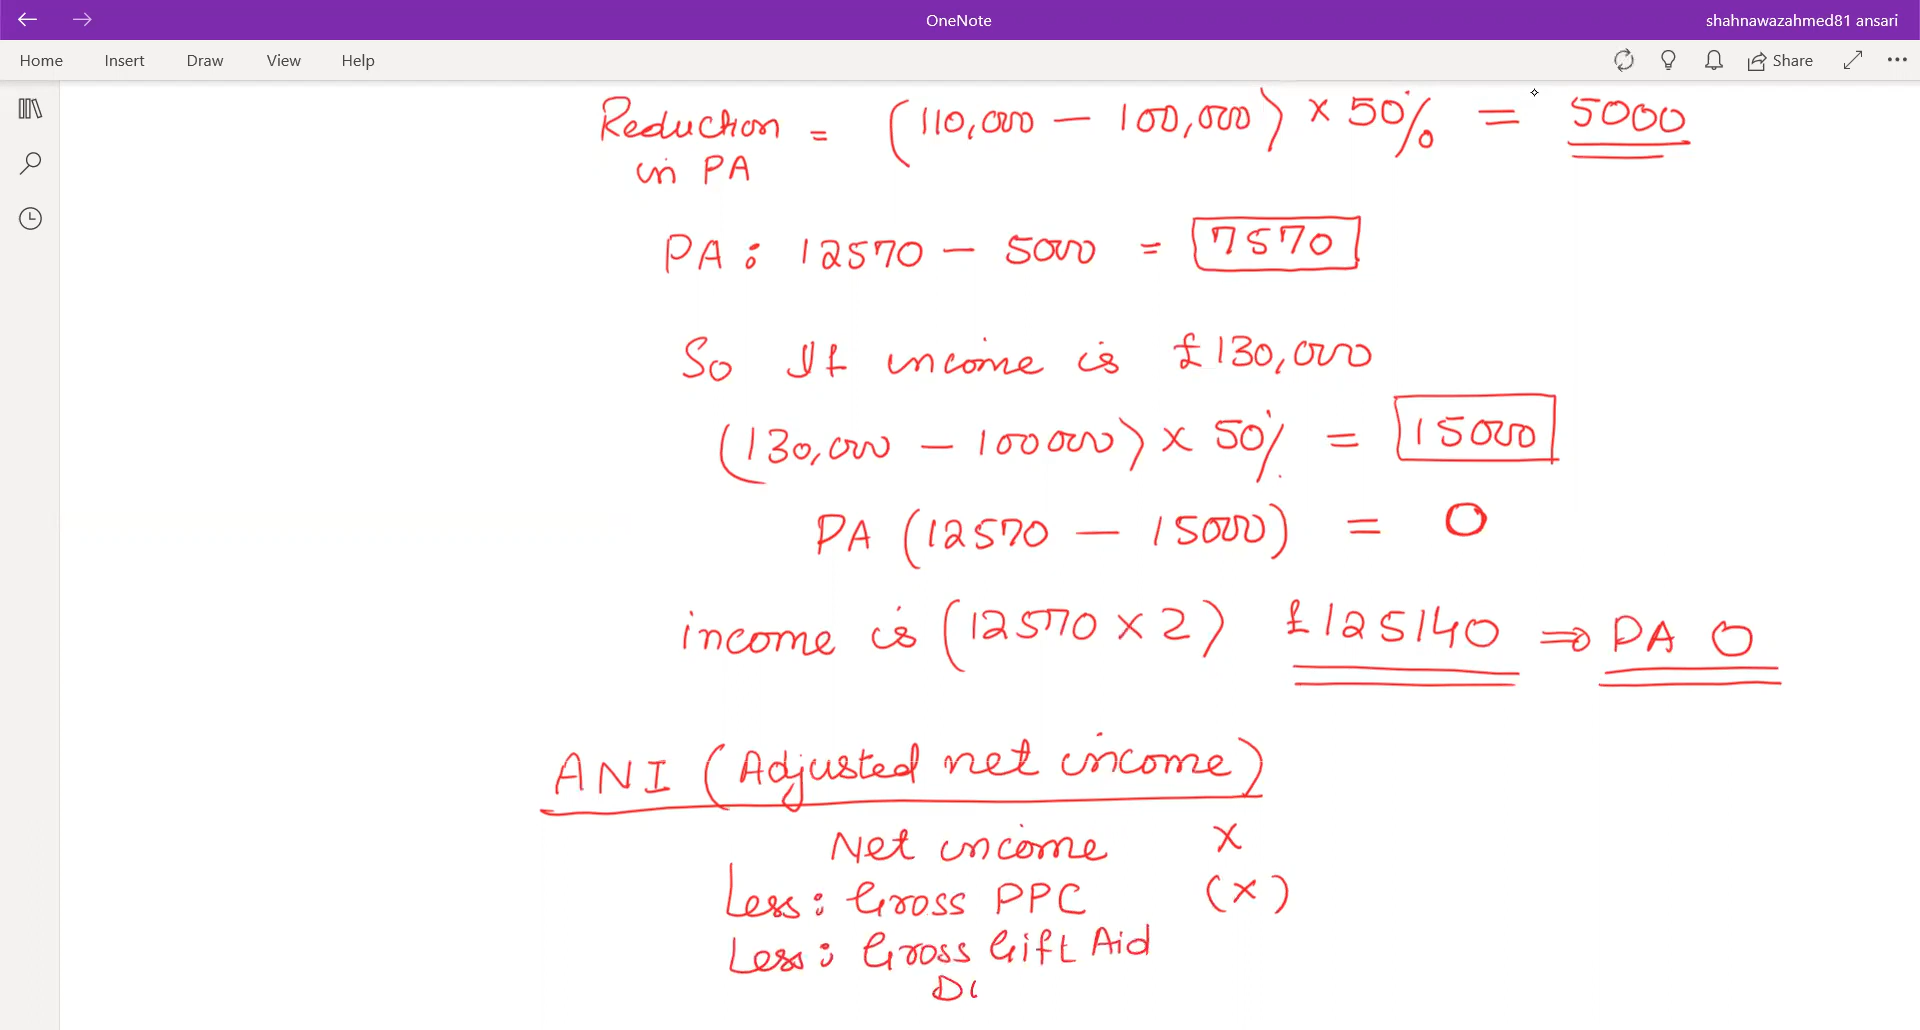 OneNote
shahnawazahmed81 ansari
Home Insert Draw View Help
Share
Reduction = (110,000 - 100,000) x 50% = 5000
in PA
PA: 12570 - 5000 = 7570
So If income is £130,000
(130,000 - 100000) x 50% = 15000
PA (12570 - 15000) = 0
income is (12570 x 2) £125140 ⇒ PA 0
ANI (Adjusted net income)
Net income x
Less: Gross PPC (x)
Less: Gross Gift Aid
D